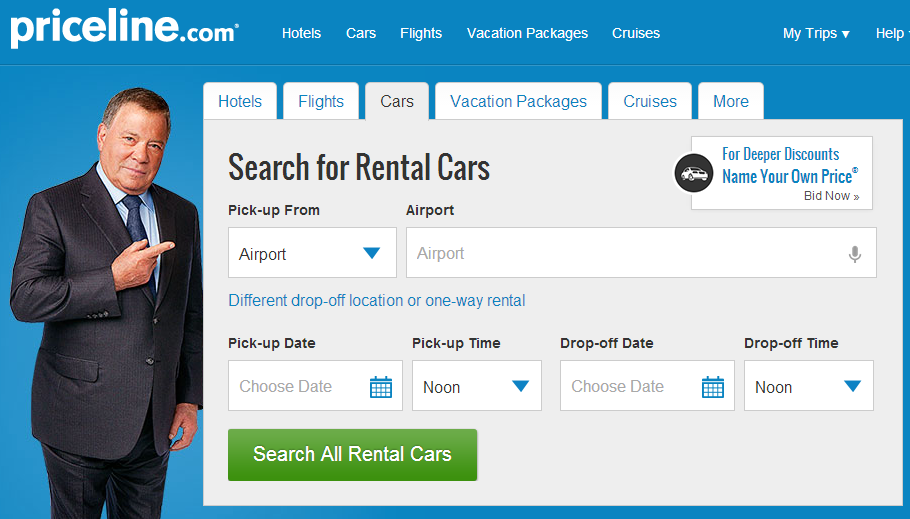 priceline.com®
Hotels Cars Flights Vacation Packages Cruises My Trips Help
Hotels Flights Cars Vacation Packages Cruises More
Search for Rental Cars
For Deeper Discounts
Name Your Own Price®
Bid Now »
Pick-up From Airport
Airport Airport
Different drop-off location or one-way rental
Pick-up Date Pick-up Time Drop-off Date Drop-off Time
Choose Date Noon Choose Date Noon
Search All Rental Cars